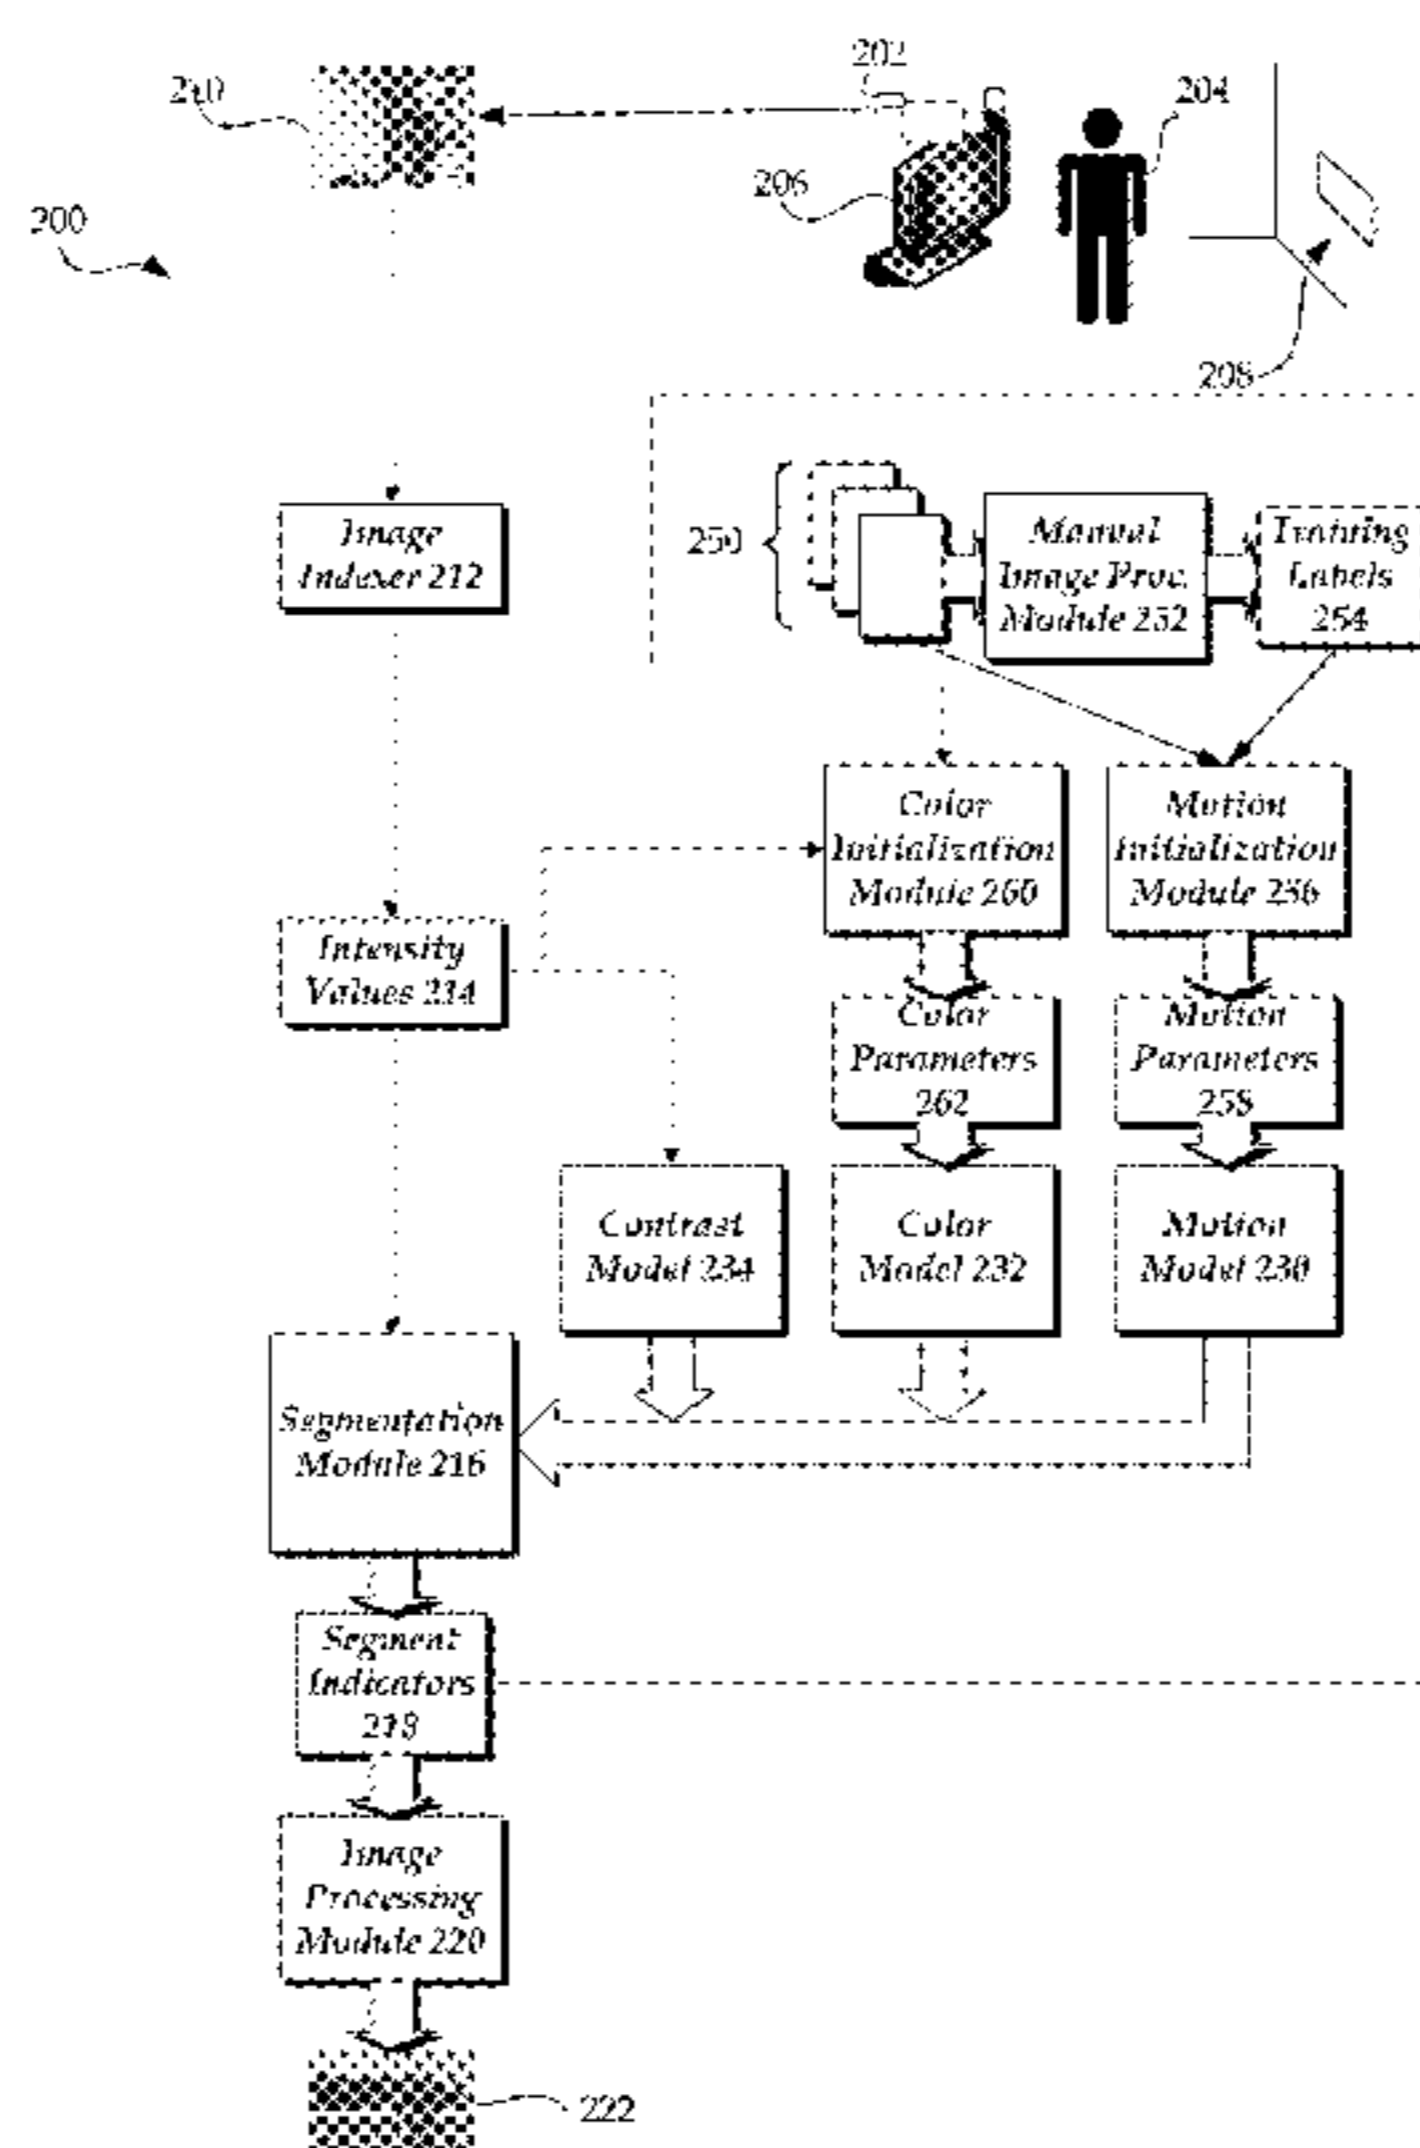 210
202
204
206
200
208
250
Image
Indexer 212
Manual
Image Proc.
Module 252
Training
Labels
254
Color
Initialization
Module 260
Motion
Initialization
Module 256
Intensity
Values 214
Color
Parameters
262
Motion
Parameters
258
Contrast
Model 234
Color
Model 232
Motion
Model 230
Segmentation
Module 216
Segment
Indicators
218
Image
Processing
Module 220
222